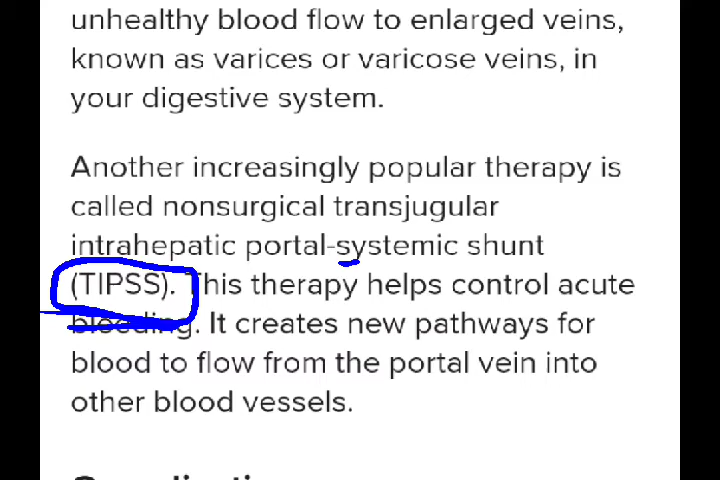 unhealthy blood flow to enlarged veins,
known as varices or varicose veins, in
your digestive system.
Another increasingly popular therapy is
called nonsurgical transjugular
intrahepatic portal-systemic shunt
(TIPSS). This therapy helps control acute
bleeding. It creates new pathways for
blood to flow from the portal vein into
other blood vessels.